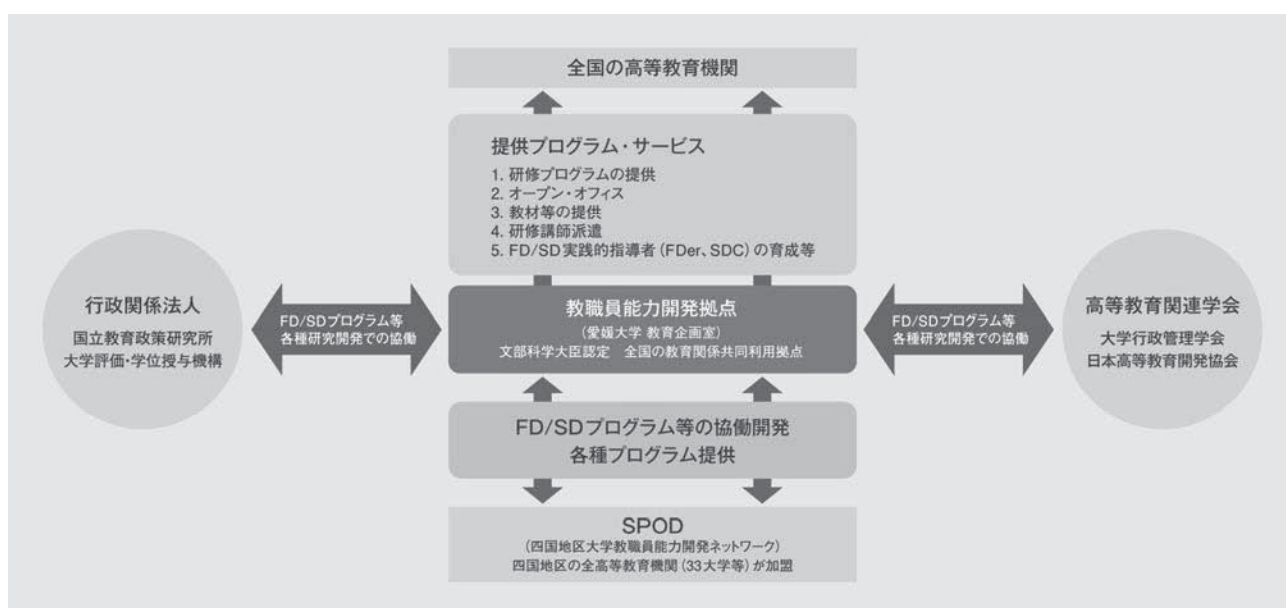 全国の高等教育機関
提供プログラム・サービス
1. 研修プログラムの提供
2. オープン・オフィス
3. 教材等の提供
4. 研修講師派遣
5. FD/SD実践的指導者(FDer、SDC)の育成等
行政関係法人
国立教育政策研究所
大学評価・学位授与機構
FD/SDプログラム等
各種研究開発での協働
教職員能力開発拠点
(愛媛大学 教育企画室)
文部科学大臣認定 全国の教育関係共同利用拠点
FD/SDプログラム等
各種研究開発での協働
高等教育関連学会
大学行政管理学会
日本高等教育開発協会
FD/SDプログラム等の協働開発
各種プログラム提供
SPOD
(四国地区大学教職員能力開発ネットワーク)
四国地区の全高等教育機関(33大学等)が加盟